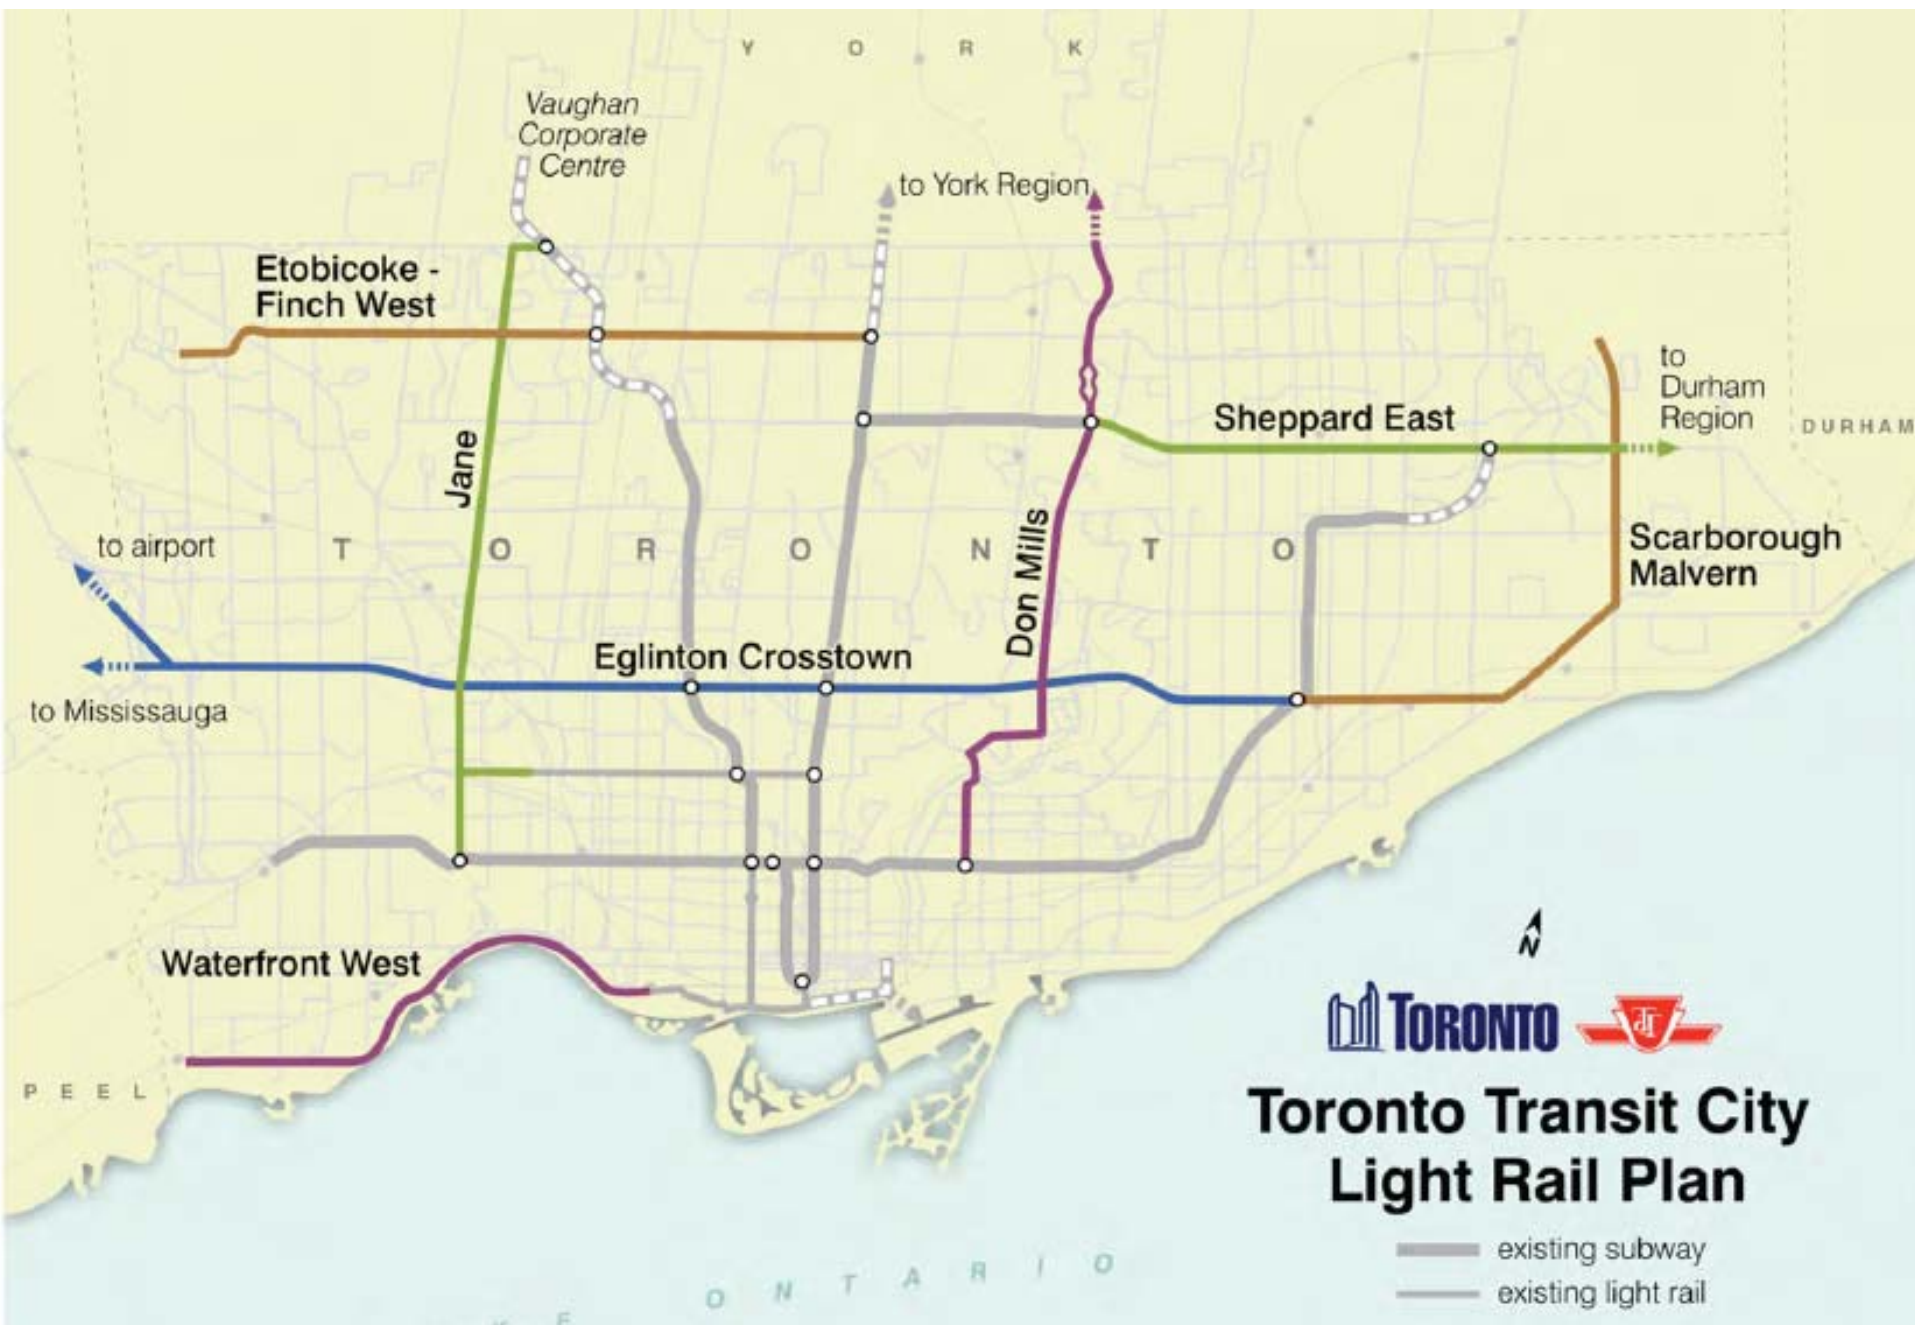 Y O R K
Vaughan
Corporate
Centre
to York Region
Etobicoke -
Finch West
to
Durham
Region
DURHAM
Sheppard East
Jane
to airport
T O R O N T O
Don Mills
Scarborough
Malvern
Eglinton Crosstown
to Mississauga
Waterfront West
N
TORONTO
TTC
P E E L
Toronto Transit City
Light Rail Plan
existing subway
existing light rail
O N T A R I O